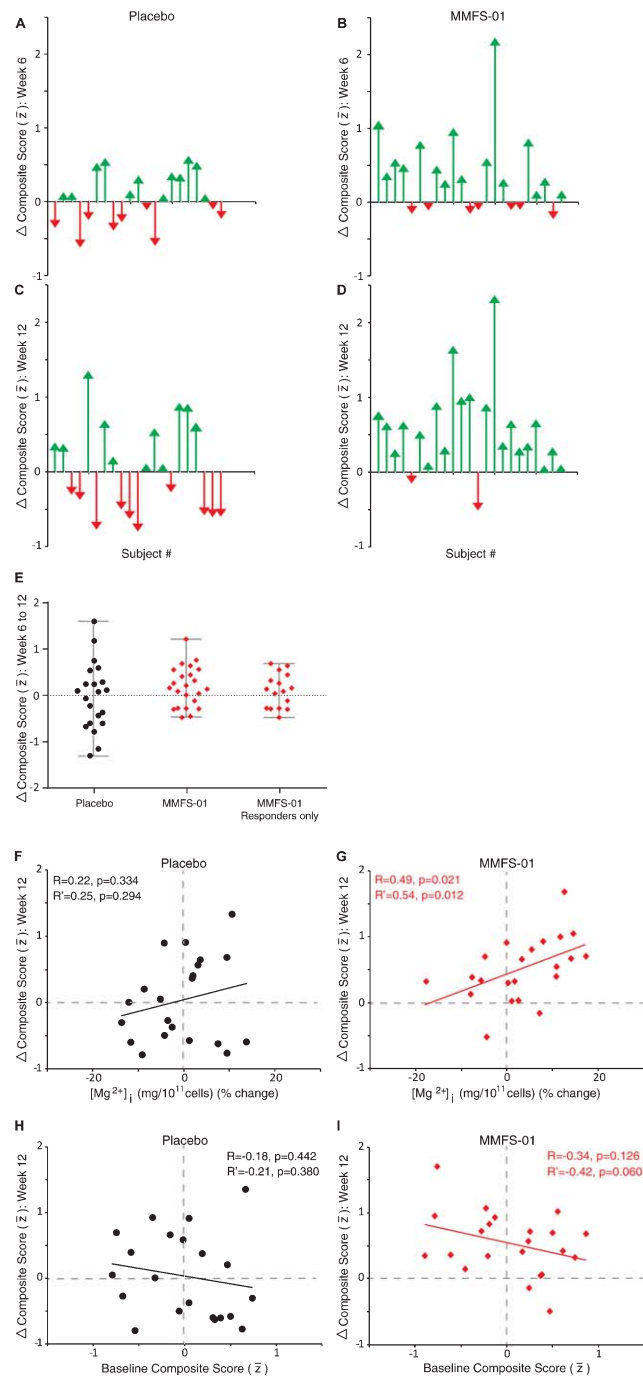 A Placebo
B MMFS-01
△ Composite Score ( z̄ ): Week 6
2
1
0
-1
△ Composite Score ( z̄ ): Week 6
2
1
0
-1
C
D
△ Composite Score ( z̄ ): Week 12
2
1
0
-1
Subject #
△ Composite Score ( z̄ ): Week 12
2
1
0
-1
Subject #
E
△ Composite Score ( z̄ ): Week 6 to 12
2
1
0
-1
-2
Placebo
MMFS-01
MMFS-01
Responders only
F Placebo
R=0.22, p=0.334
R'=0.25, p=0.294
△ Composite Score ( z̄ ): Week 12
2
1
0
-1
-20 0 20
[Mg²⁺]i (mg/10¹¹cells) (% change)
G MMFS-01
R=0.49, p=0.021
R'=0.54, p=0.012
△ Composite Score ( z̄ ): Week 12
2
1
0
-1
-20 0 20
[Mg²⁺]i (mg/10¹¹cells) (% change)
H Placebo
R=-0.18, p=0.442
R'=-0.21, p=0.380
△ Composite Score ( z̄ ): Week 12
2
1
0
-1
-1 0 1
Baseline Composite Score ( z̄ )
I MMFS-01
R=-0.34, p=0.126
R'=-0.42, p=0.060
△ Composite Score ( z̄ ): Week 12
2
1
0
-1
-1 0 1
Baseline Composite Score ( z̄ )